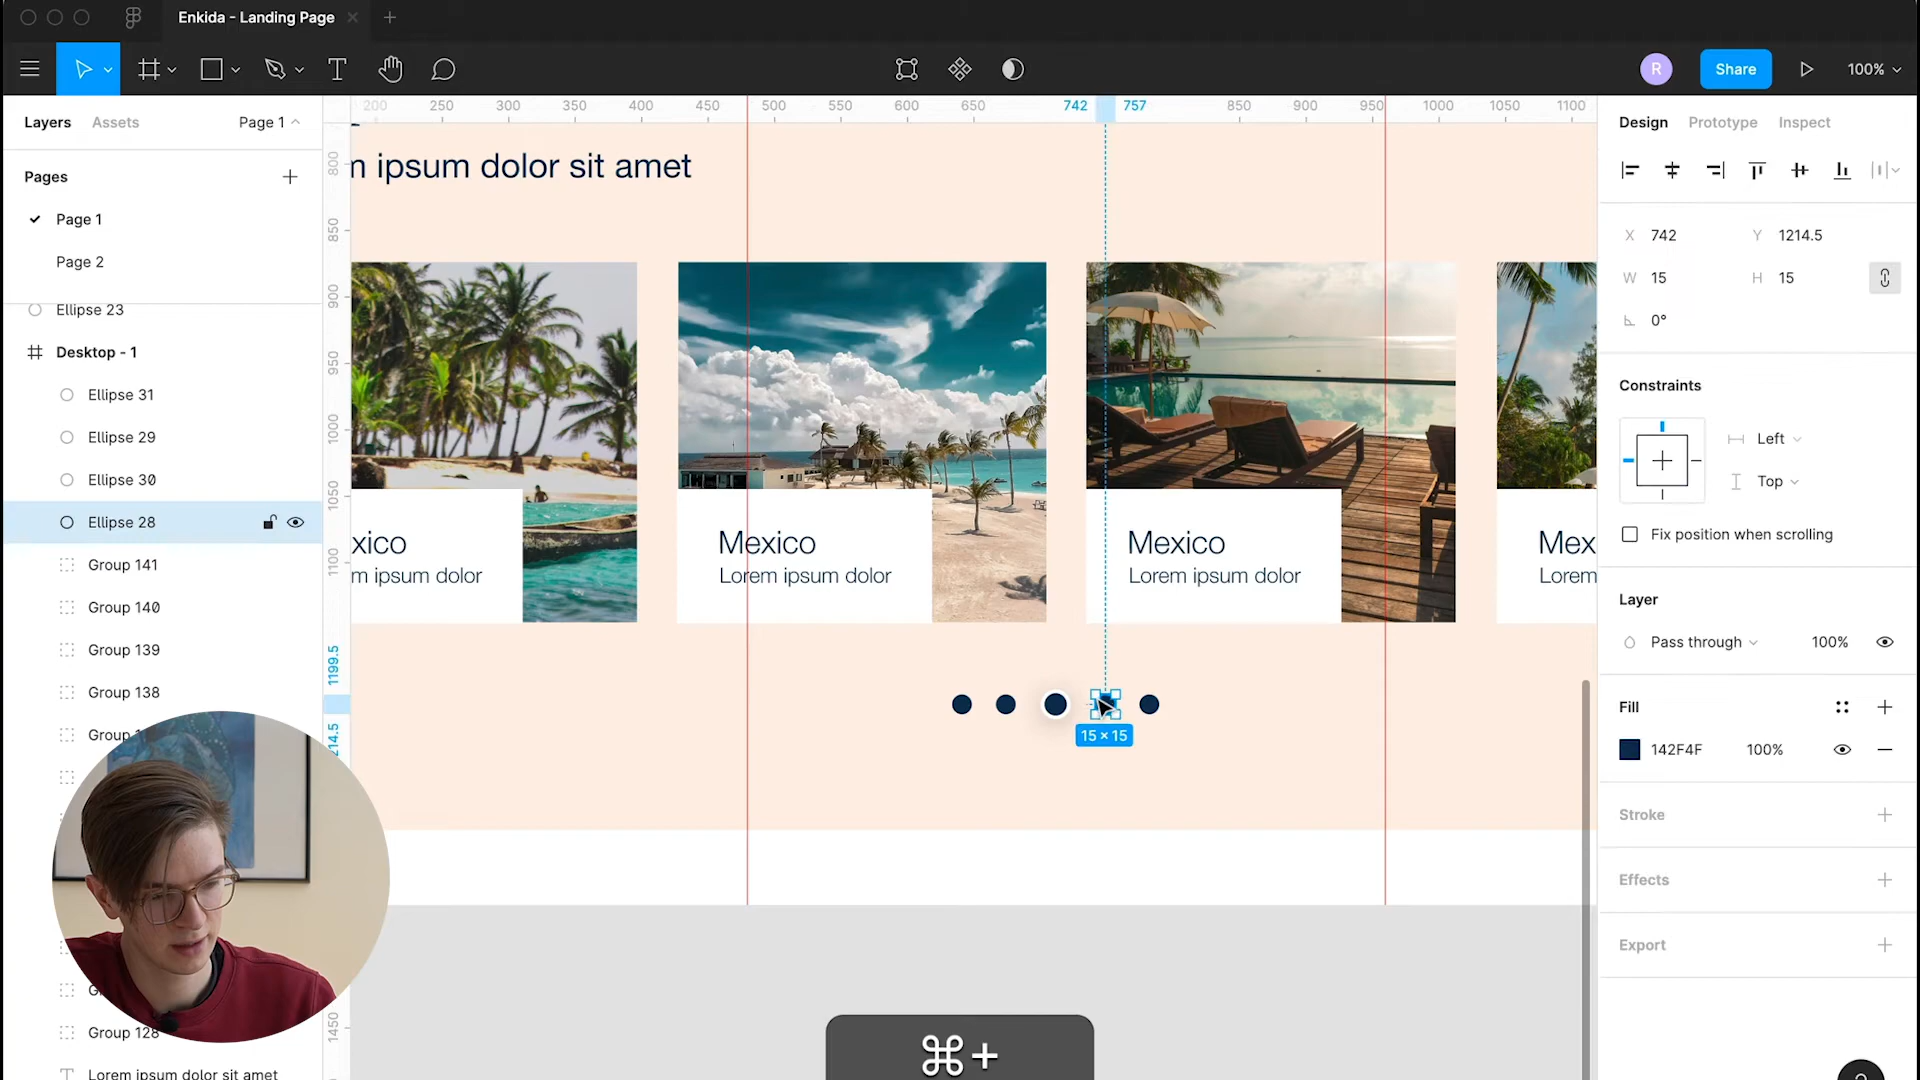 Enkida - Landing Page
R
Share
100%
Layers
Assets
Page 1
Pages
Page 1
Page 2
Ellipse 23
Desktop - 1
Ellipse 31
Ellipse 29
Ellipse 30
Ellipse 28
Group 141
Group 140
Group 139
Group 138
Group 128
Lorem ipsum dolor sit amet
200 250 300 350 400 450 500 550 600 650 742 757 850 900 950 1000 1050 1100
800
850
900
950
1000
1050
1100
1199.5
214.5
1450
m ipsum dolor sit amet
xico
m ipsum dolor
Mexico
Lorem ipsum dolor
Mexico
Lorem ipsum dolor
Mex
Lorem
15 × 15
⌘+
Design
Prototype
Inspect
X 742
Y 1214.5
W 15
H 15
0°
Constraints
Left
Top
Fix position when scrolling
Layer
Pass through
100%
Fill
142F4F
100%
Stroke
Effects
Export